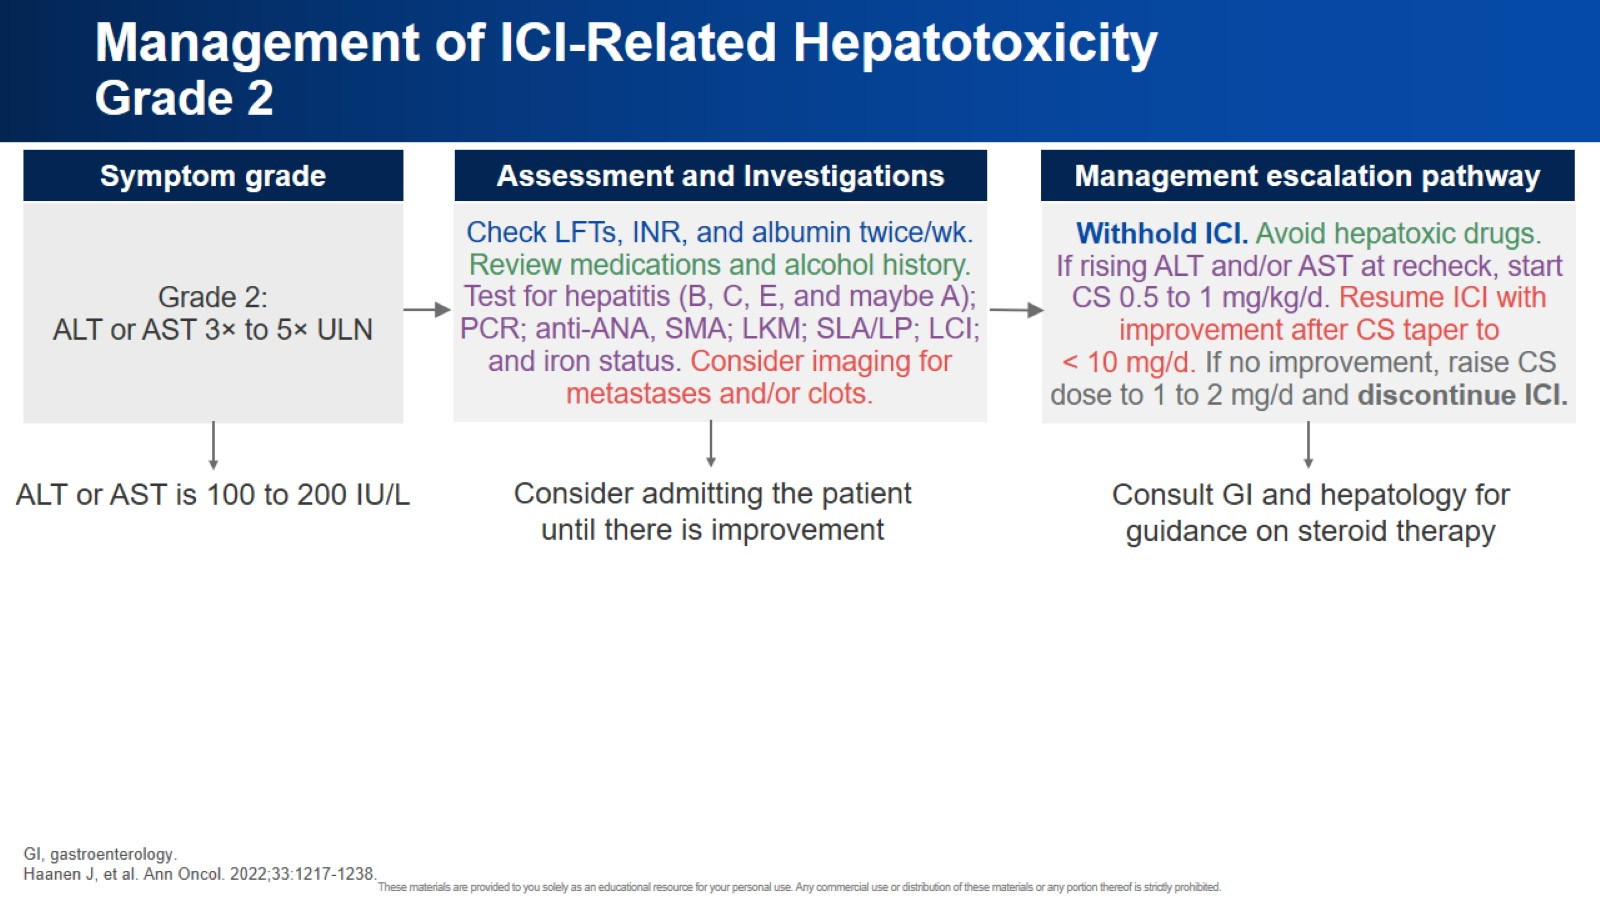 Management of ICI-Related Hepatotoxicity
Grade 2
Symptom grade
Grade 2:
ALT or AST 3× to 5× ULN
ALT or AST is 100 to 200 IU/L
Assessment and Investigations
Check LFTs, INR, and albumin twice/wk.
Review medications and alcohol history.
Test for hepatitis (B, C, E, and maybe A);
PCR; anti-ANA, SMA; LKM; SLA/LP; LCI;
and iron status. Consider imaging for
metastases and/or clots.
Consider admitting the patient
until there is improvement
Management escalation pathway
Withhold ICI. Avoid hepatoxic drugs.
If rising ALT and/or AST at recheck, start
CS 0.5 to 1 mg/kg/d. Resume ICI with
improvement after CS taper to
< 10 mg/d. If no improvement, raise CS
dose to 1 to 2 mg/d and discontinue ICI.
Consult GI and hepatology for
guidance on steroid therapy
GI, gastroenterology.
Haanen J, et al. Ann Oncol. 2022;33:1217-1238.
These materials are provided to you solely as an educational resource for your personal use. Any commercial use or distribution of these materials or any portion thereof is strictly prohibited.